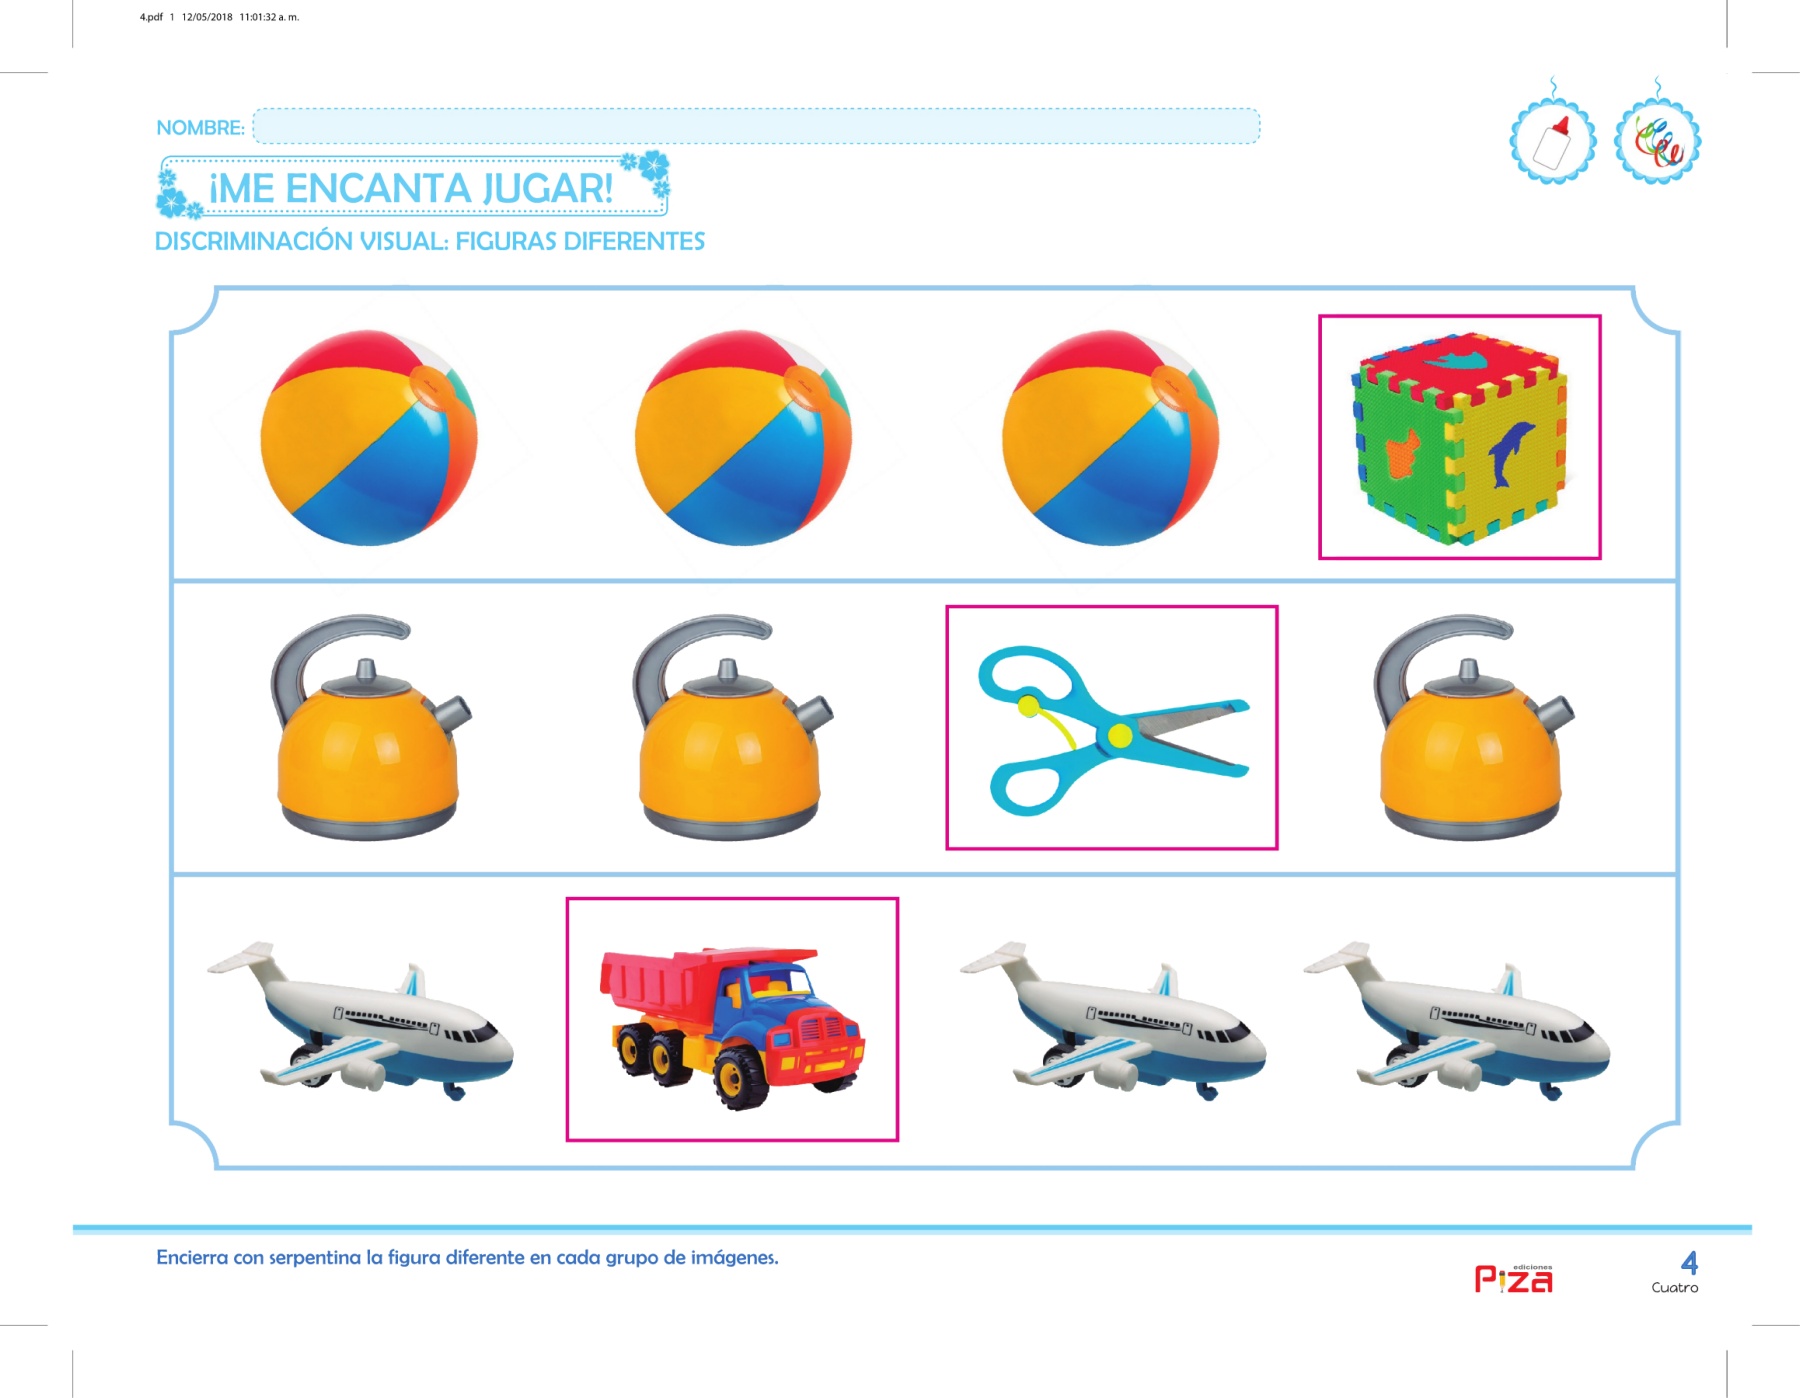 4.pdf 1 12/05/2018 11:01:32 a. m.
NOMBRE:
¡ME ENCANTA JUGAR!
DISCRIMINACIÓN VISUAL: FIGURAS DIFERENTES
Encierra con serpentina la figura diferente en cada grupo de imágenes.
ediciones
Piza
4
Cuatro